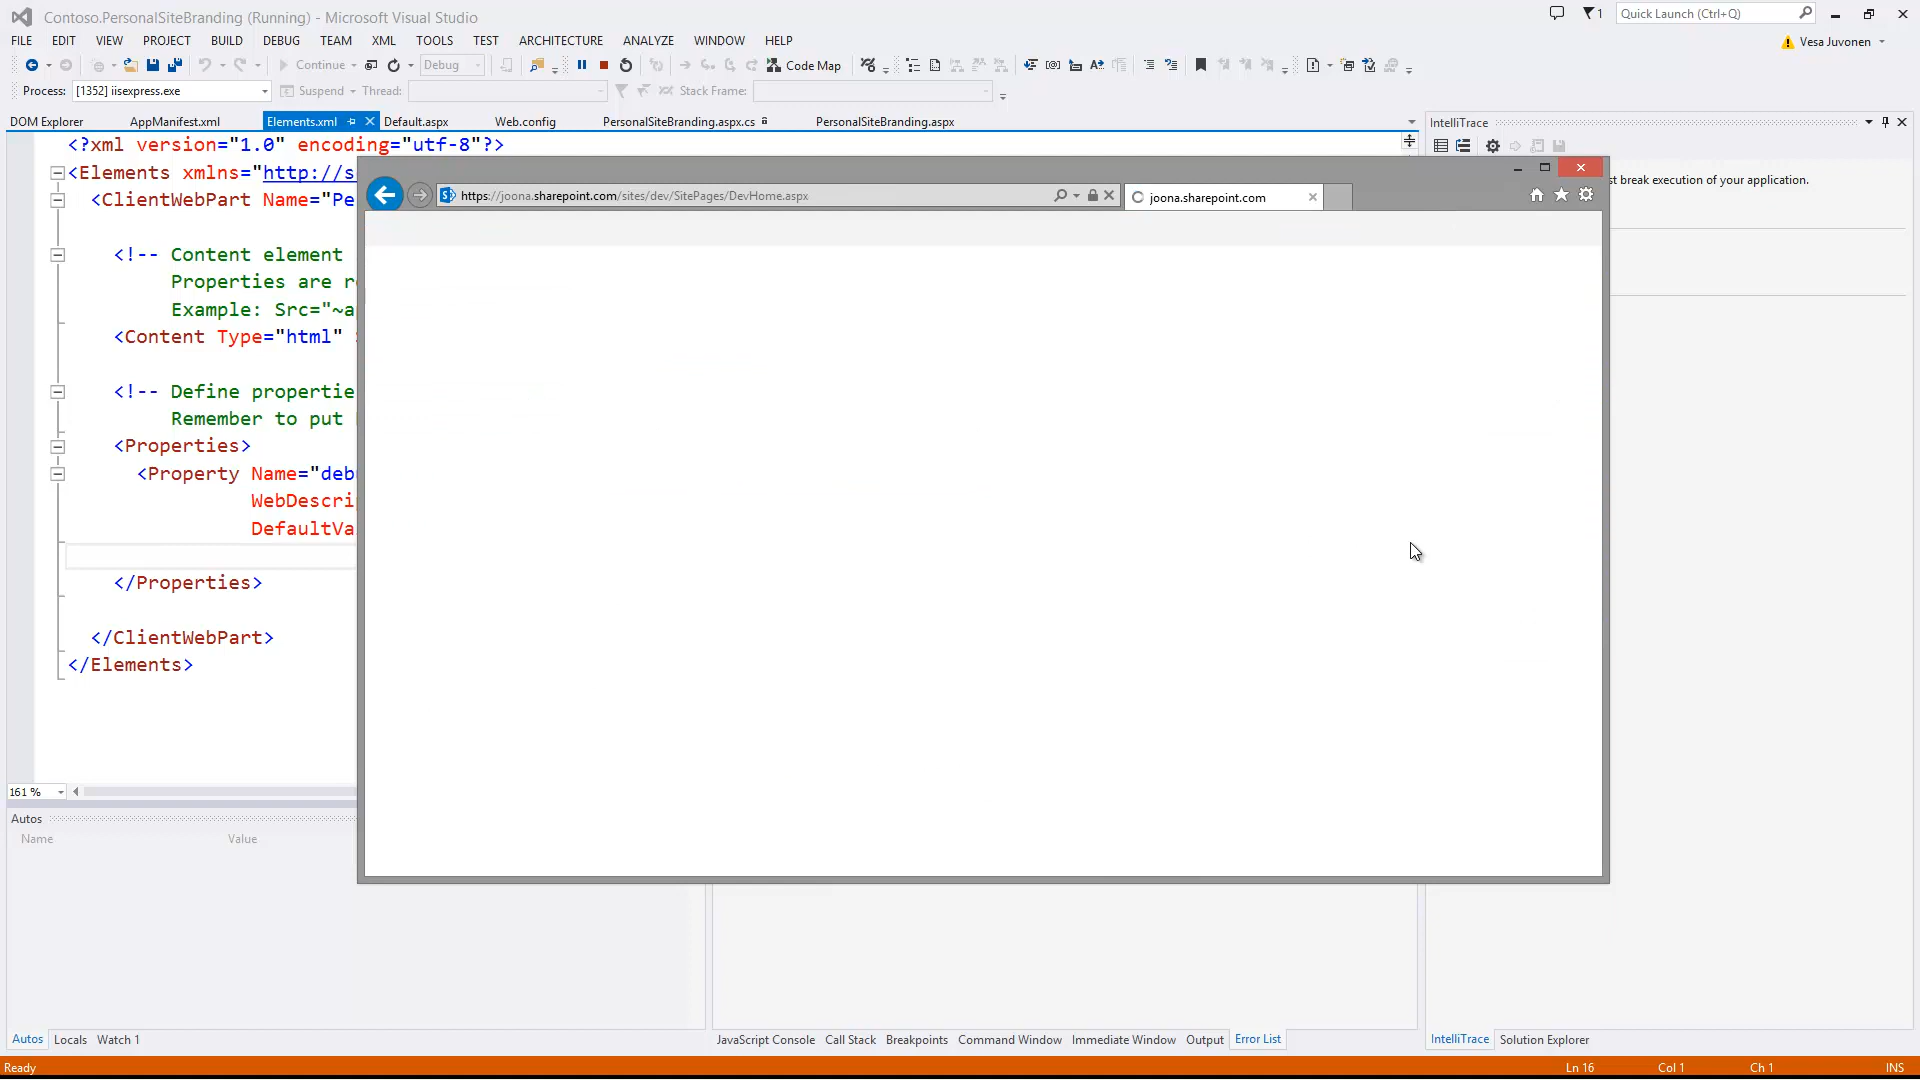 Contoso.PersonalSiteBranding (Running) - Microsoft Visual Studio
1
Quick Launch (Ctrl+Q)
FILE EDIT VIEW PROJECT BUILD DEBUG TEAM XML TOOLS TEST ARCHITECTURE ANALYZE WINDOW HELP
Vesa Juvonen
Continue Debug Code Map
Process: [1352] iisexpress.exe Suspend Thread: Stack Frame:
DOM Explorer AppManifest.xml Elements.xml Default.aspx Web.config PersonalSiteBranding.aspx.cs PersonalSiteBranding.aspx
IntelliTrace
<?xml version="1.0" encoding="utf-8"?>
<Elements xmlns="http://s
<ClientWebPart Name="Pe
<!-- Content element
Properties are r
Example: Src="~a
<Content Type="html"
<!-- Define propertie
Remember to put
<Properties>
<Property Name="deb
WebDescrip
DefaultVa
</Properties>
</ClientWebPart>
</Elements>
st break execution of your application.
https://joona.sharepoint.com/sites/dev/SitePages/DevHome.aspx
joona.sharepoint.com
161 %
Autos
Name Value
Autos Locals Watch 1
JavaScript Console Call Stack Breakpoints Command Window Immediate Window Output Error List
IntelliTrace Solution Explorer
Ready
Ln 16 Col 1 Ch 1 INS